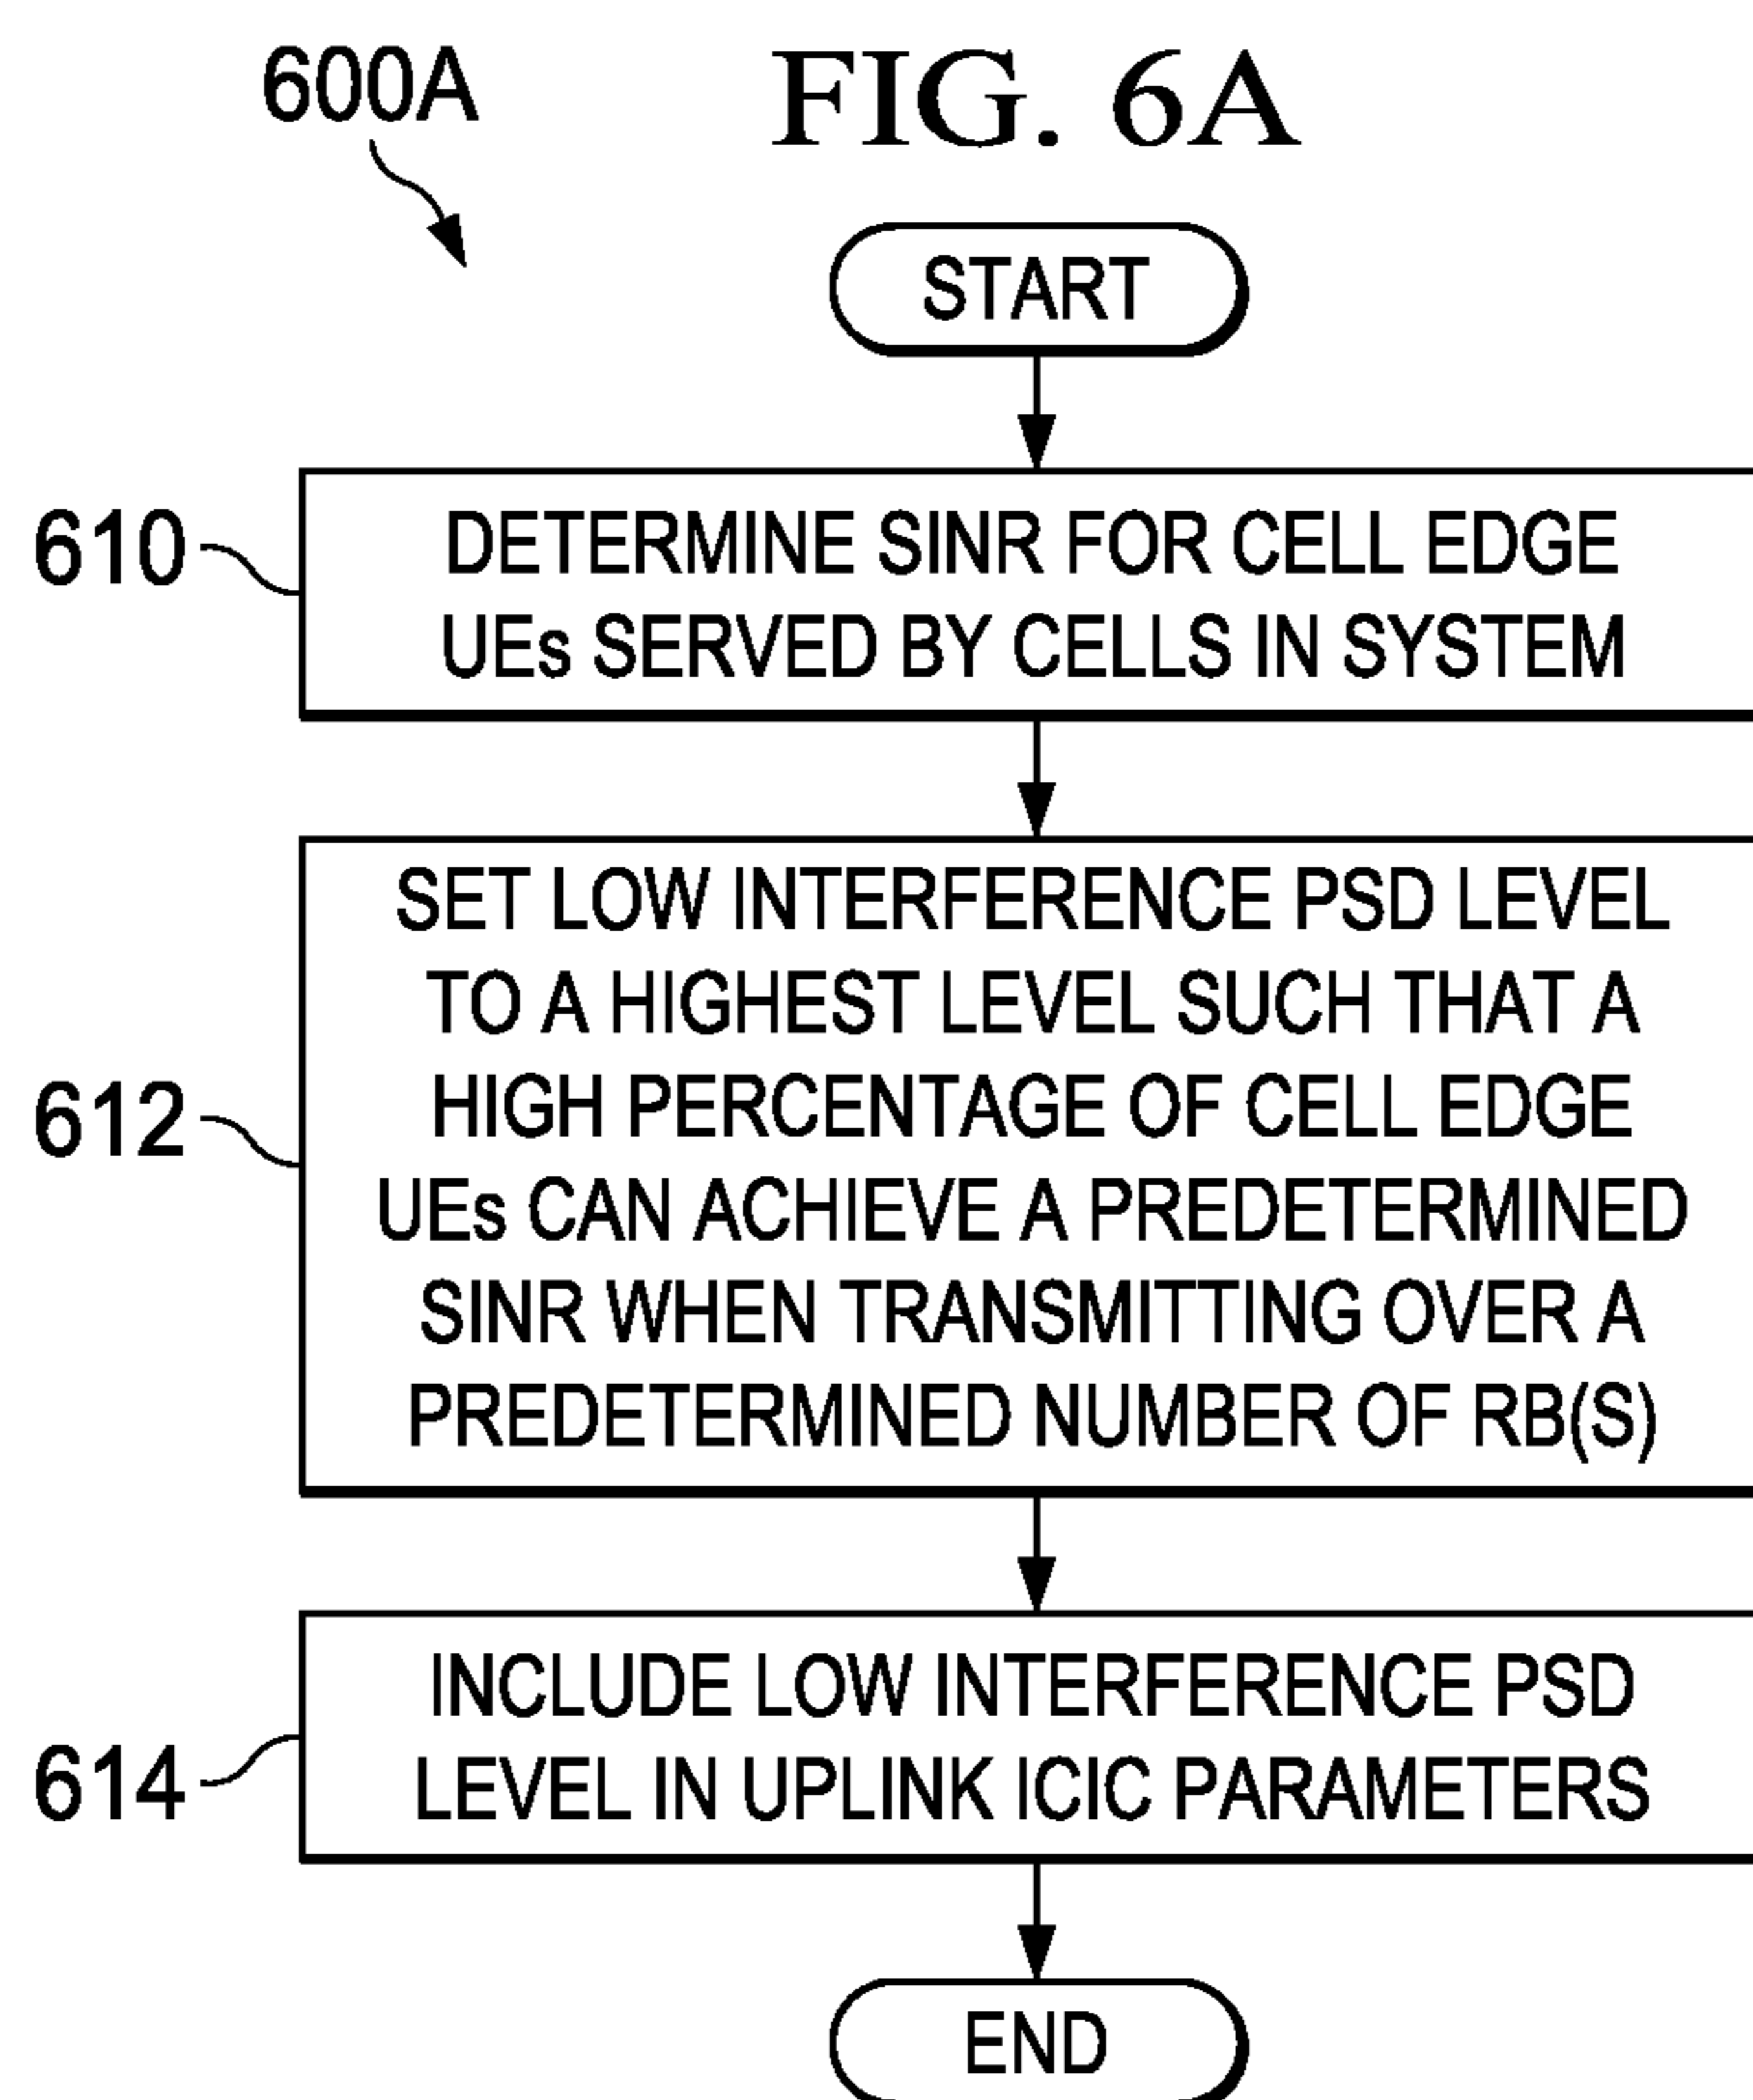 600A
FIG. 6A
START
610
DETERMINE SINR FOR CELL EDGE
UEs SERVED BY CELLS IN SYSTEM
612
SET LOW INTERFERENCE PSD LEVEL
TO A HIGHEST LEVEL SUCH THAT A
HIGH PERCENTAGE OF CELL EDGE
UEs CAN ACHIEVE A PREDETERMINED
SINR WHEN TRANSMITTING OVER A
PREDETERMINED NUMBER OF RB(S)
614
INCLUDE LOW INTERFERENCE PSD
LEVEL IN UPLINK ICIC PARAMETERS
END